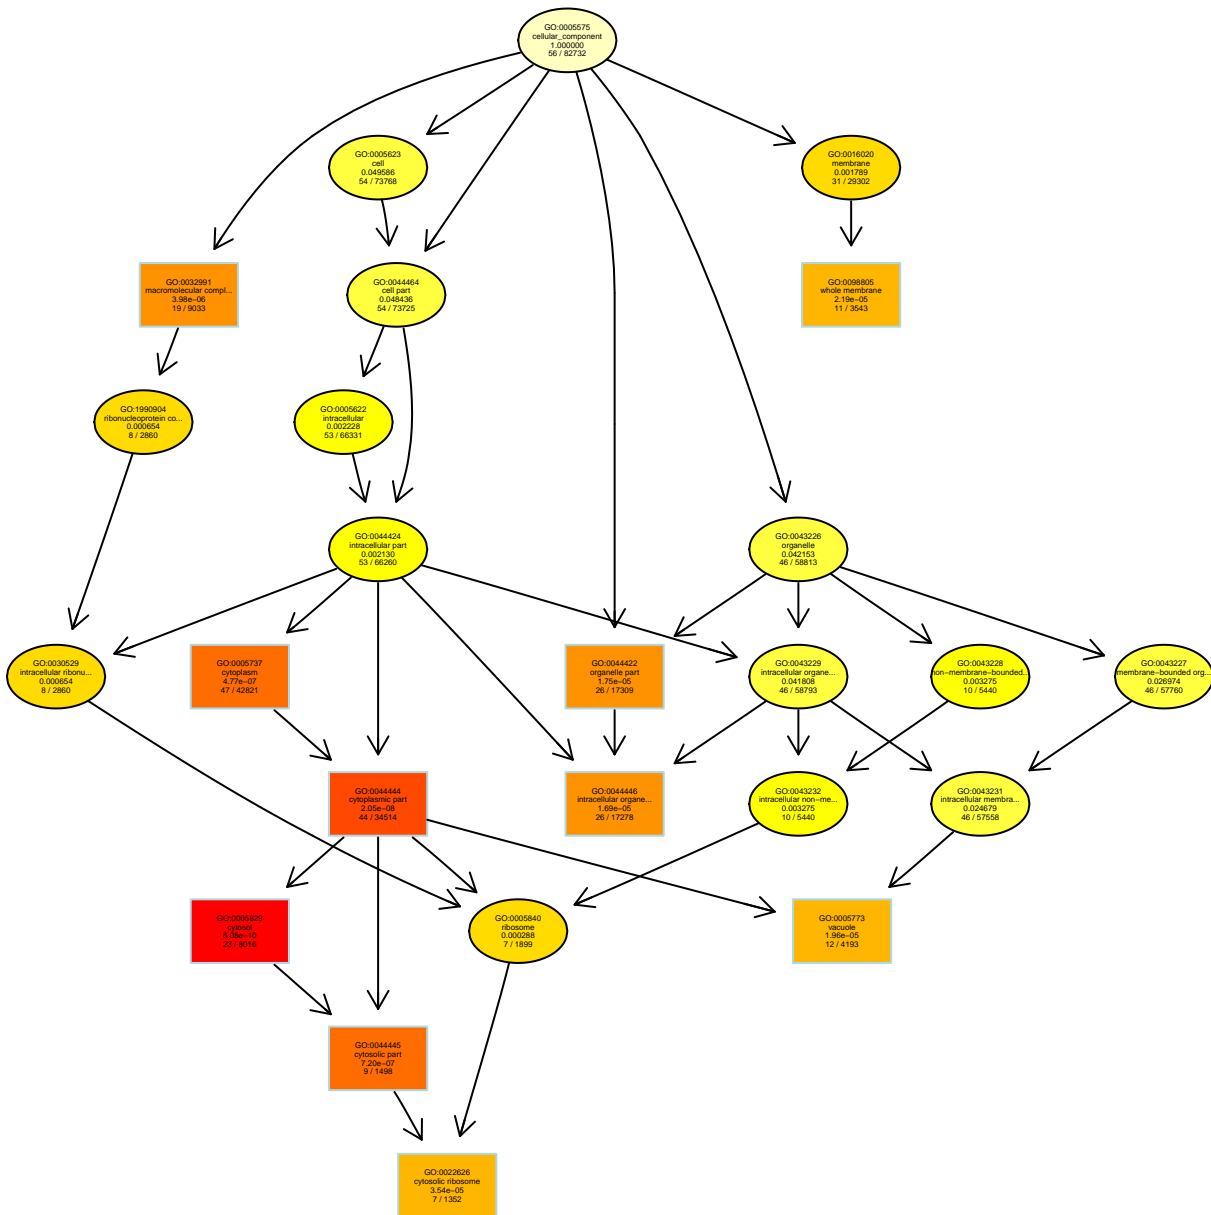 GO:0005575
cellular_component
1.000000
56 / 82732
GO:0005623
cell
0.049586
54 / 73768
GO:0016020
membrane
0.001789
31 / 29302
GO:0032991
macromolecular compl...
3.98e−06
19 / 9033
GO:0044464
cell part
0.048436
54 / 73725
GO:0098805
whole membrane
2.19e−05
11 / 3543
GO:1990904
ribonucleoprotein co...
0.000654
8 / 2860
GO:0005622
intracellular
0.002228
53 / 66331
GO:0044424
intracellular part
0.002130
53 / 66260
GO:0043226
organelle
0.042153
46 / 58813
GO:0030529
intracellular ribonu...
0.000654
8 / 2860
GO:0005737
cytoplasm
4.77e−07
47 / 42821
GO:0044422
organelle part
1.75e−05
26 / 17309
GO:0043229
intracellular organe...
0.041808
46 / 58793
GO:0043228
non−membrane−bounded...
0.003275
10 / 5440
GO:0043227
membrane−bounded org...
0.026974
46 / 57760
GO:0044444
cytoplasmic part
2.05e−08
44 / 34514
GO:0044446
intracellular organe...
1.69e−05
26 / 17278
GO:0043232
intracellular non−me...
0.003275
10 / 5440
GO:0043231
intracellular membra...
0.024679
46 / 57558
GO:0005829
cytosol
6.08e−10
23 / 8016
GO:0005840
ribosome
0.000288
7 / 1899
GO:0005773
vacuole
1.96e−05
12 / 4193
GO:0044445
cytosolic part
7.20e−07
9 / 1498
GO:0022626
cytosolic ribosome
3.54e−05
7 / 1352